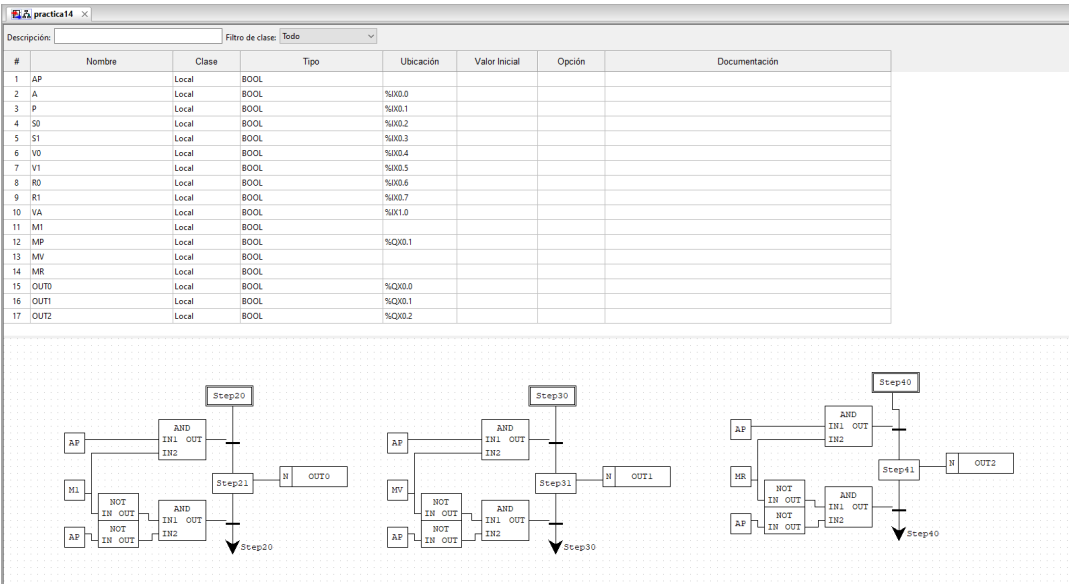 practica14
Descripción: Filtro de clase: Todo
# Nombre Clase Tipo Ubicación Valor Inicial Opción Documentación
1 AP Local BOOL
2 A Local BOOL %IX0.0
3 P Local BOOL %IX0.1
4 S0 Local BOOL %IX0.2
5 S1 Local BOOL %IX0.3
6 V0 Local BOOL %IX0.4
7 V1 Local BOOL %IX0.5
8 R0 Local BOOL %IX0.6
9 R1 Local BOOL %IX0.7
10 VA Local BOOL %IX1.0
11 M1 Local BOOL
12 MP Local BOOL %QX0.1
13 MV Local BOOL
14 MR Local BOOL
15 OUT0 Local BOOL %QX0.0
16 OUT1 Local BOOL %QX0.1
17 OUT2 Local BOOL %QX0.2
Step20
AND
AP IN1 OUT
IN2
Step21 N OUT0
M1
NOT
IN OUT
AND
IN1 OUT
NOT
AP IN OUT IN2
Step20
Step30
AND
AP IN1 OUT
IN2
Step31 N OUT1
MV
NOT
IN OUT
AND
IN1 OUT
NOT
AP IN OUT IN2
Step30
Step40
AND
AP IN1 OUT
IN2
Step41 N OUT2
MR
NOT
IN OUT
AND
IN1 OUT
NOT
AP IN OUT IN2
Step40